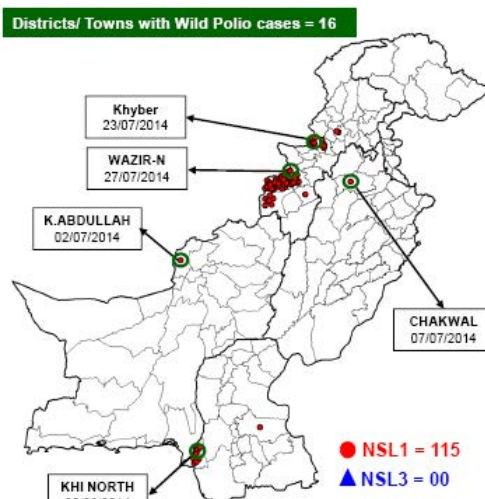 Districts/ Towns with Wild Polio cases = 16
Khyber
23/07/2014
WAZIR-N
27/07/2014
K.ABDULLAH
02/07/2014
CHAKWAL
07/07/2014
NSL1 = 115
NSL3 = 00
KHI NORTH